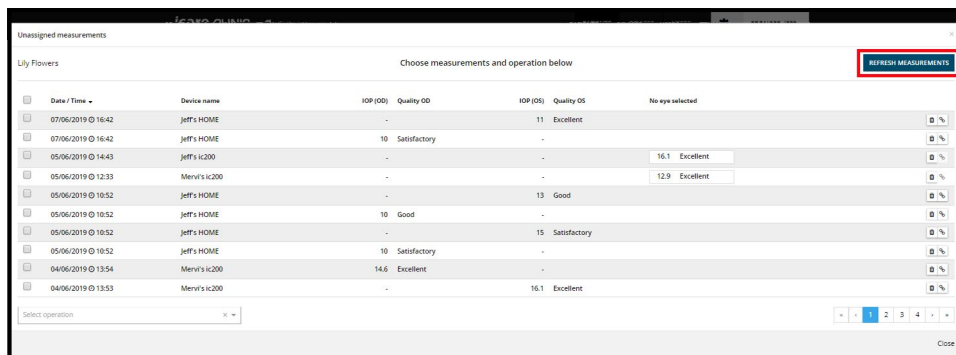 Unassigned measurements ×
Lily Flowers Choose measurements and operation below REFRESH MEASUREMENTS
Date / Time Device name IOP (OD) Quality OD IOP (OS) Quality OS No eye selected
07/06/2019 16:42 Jeff's HOME - 11 Excellent
07/06/2019 16:42 Jeff's HOME 10 Satisfactory -
05/06/2019 14:43 Jeff's ic200 - - 16.1 Excellent
05/06/2019 12:33 Mervi's ic200 - - 12.9 Excellent
05/06/2019 10:52 Jeff's HOME - 13 Good
05/06/2019 10:52 Jeff's HOME 10 Good -
05/06/2019 10:52 Jeff's HOME - 15 Satisfactory
05/06/2019 10:52 Jeff's HOME 10 Satisfactory -
04/06/2019 13:54 Mervi's ic200 14.6 Excellent -
04/06/2019 13:53 Mervi's ic200 - 16.1 Excellent
Select operation × « ‹ 1 2 3 4 › »
Close